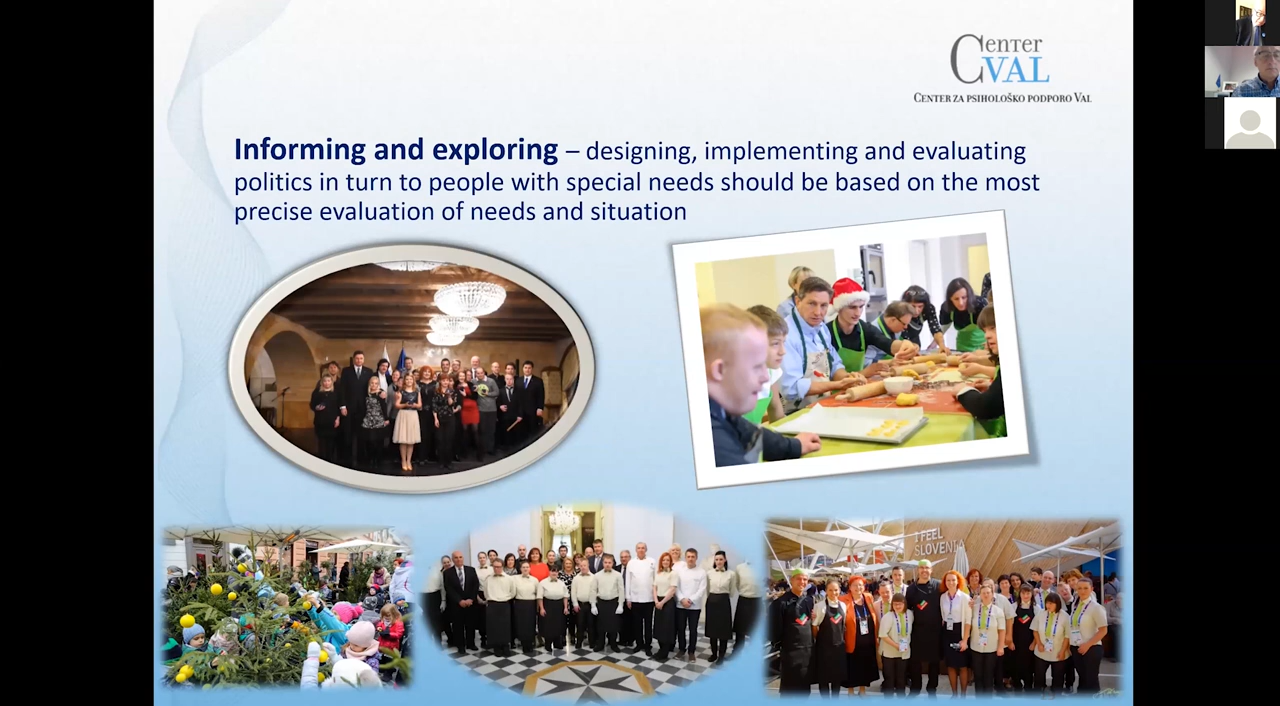 Center
VAL
CENTER ZA PSIHOLOŠKO PODPORO VAL
Informing and exploring – designing, implementing and evaluating
politics in turn to people with special needs should be based on the most
precise evaluation of needs and situation
I FEEL
SLOVENIA